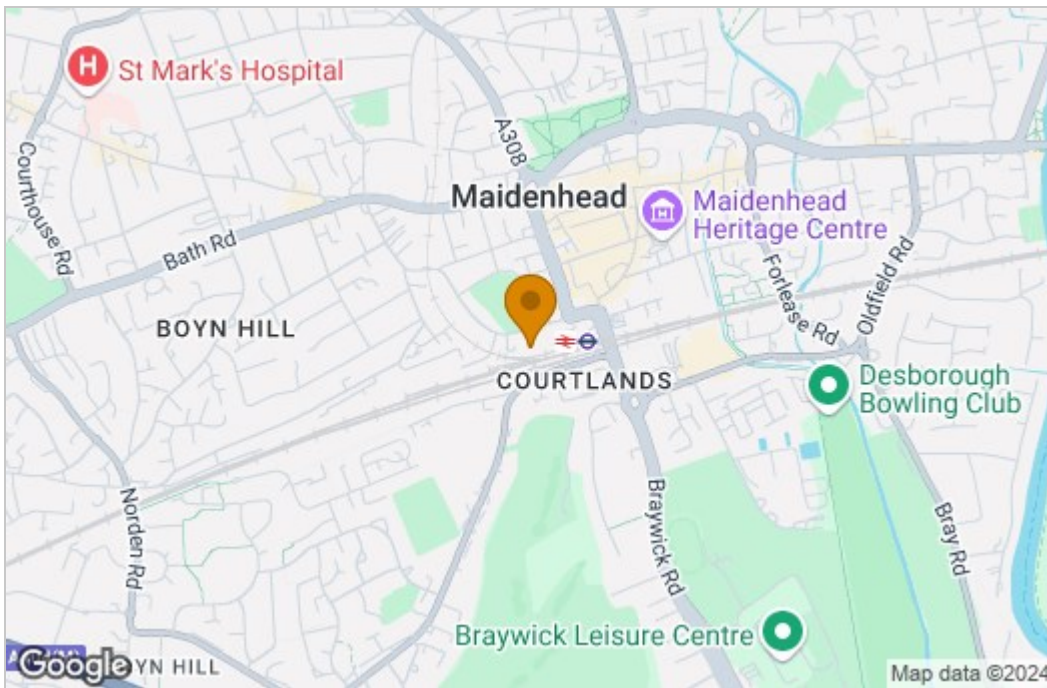 St Mark's Hospital
A308
Courthouse Rd
Maidenhead
Maidenhead
Heritage Centre
Bath Rd
Forlease Rd
Oldfield Rd
BOYN HILL
COURTLANDS
Desborough
Bowling Club
Norden Rd
Braywick Rd
Bray Rd
Braywick Leisure Centre
Google
OYN HILL
Map data ©2024